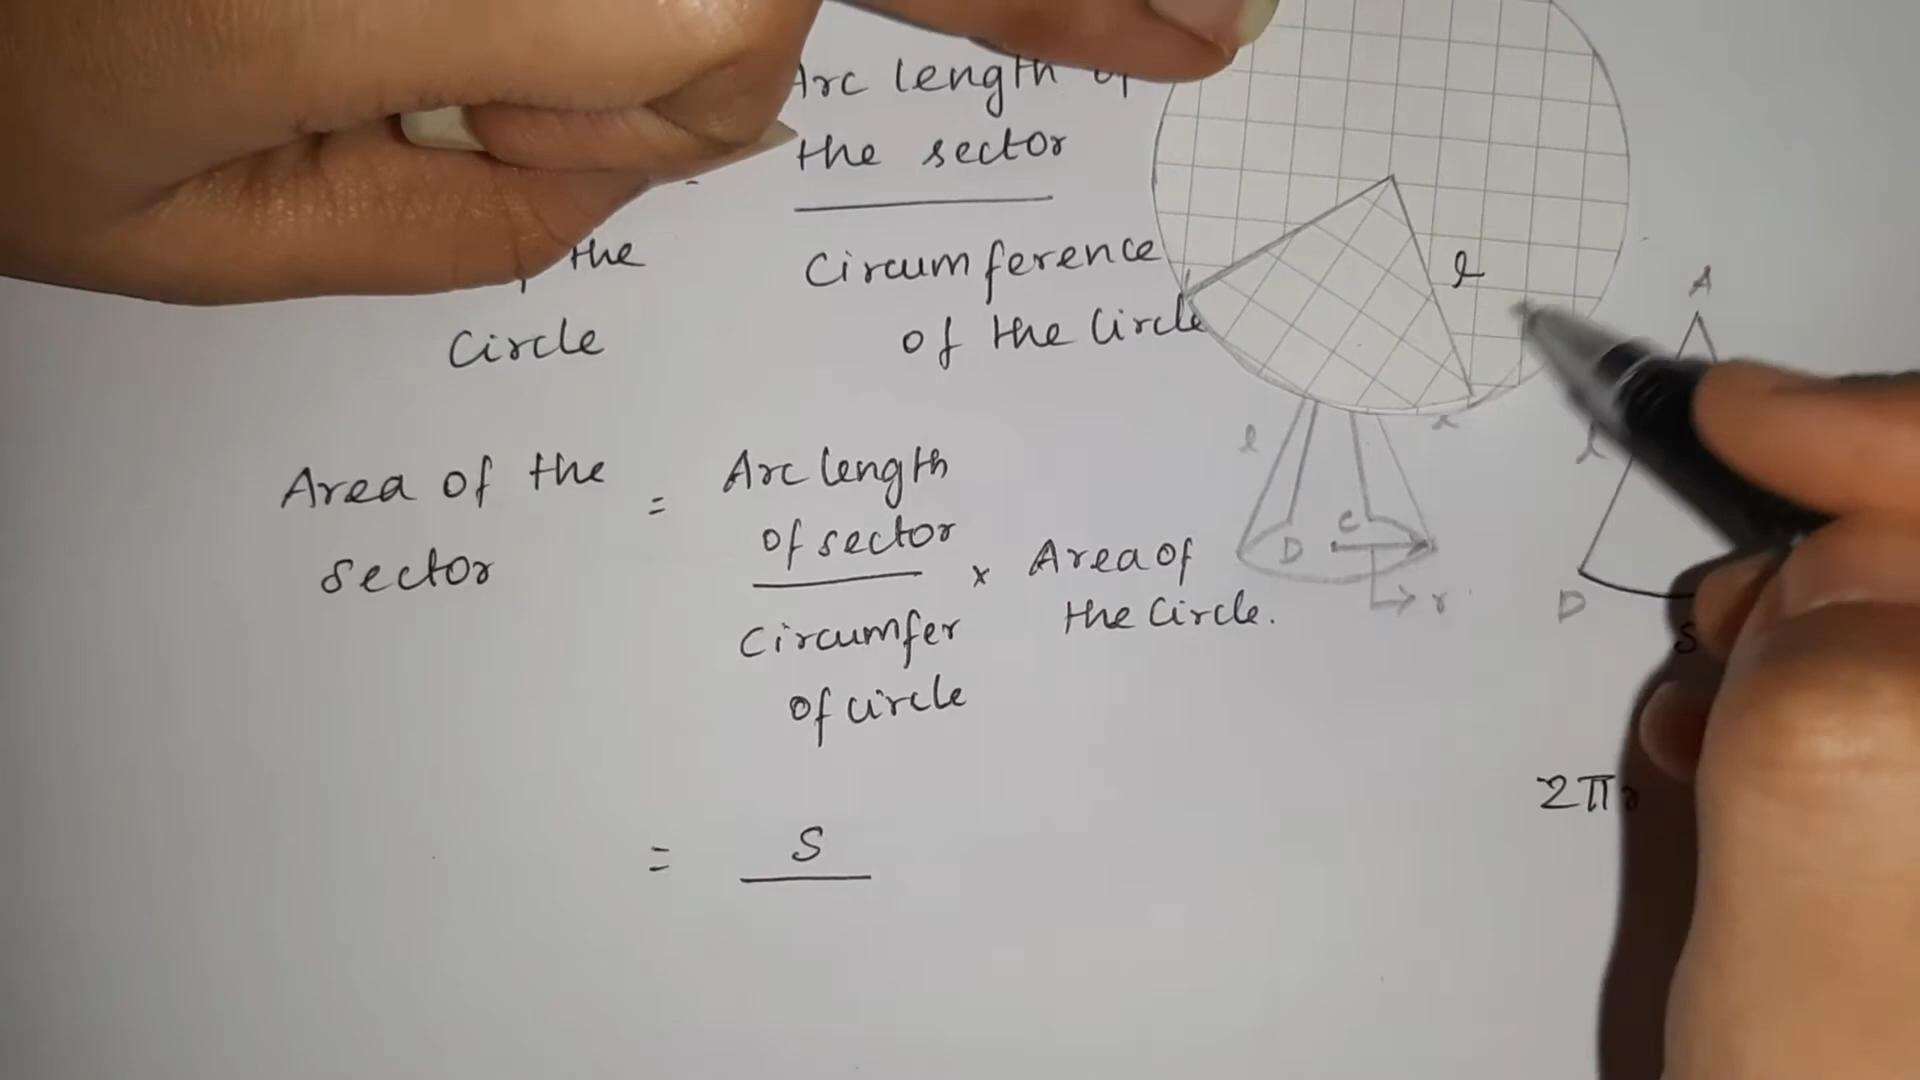 Arc length of
the sector
the
Circumference
Circle
of the Circle
l
A
Area of the
=
Arc length
sector
of sector
×
Area of
the Circle.
Circumfer
of circle
l
D
C
r
l
D
S
2π
=
S